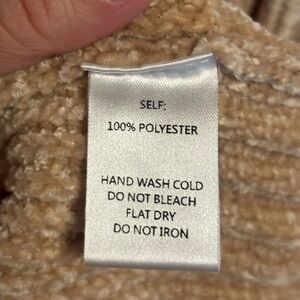 SELF:
100% POLYESTER
HAND WASH COLD
DO NOT BLEACH
FLAT DRY
DO NOT IRON